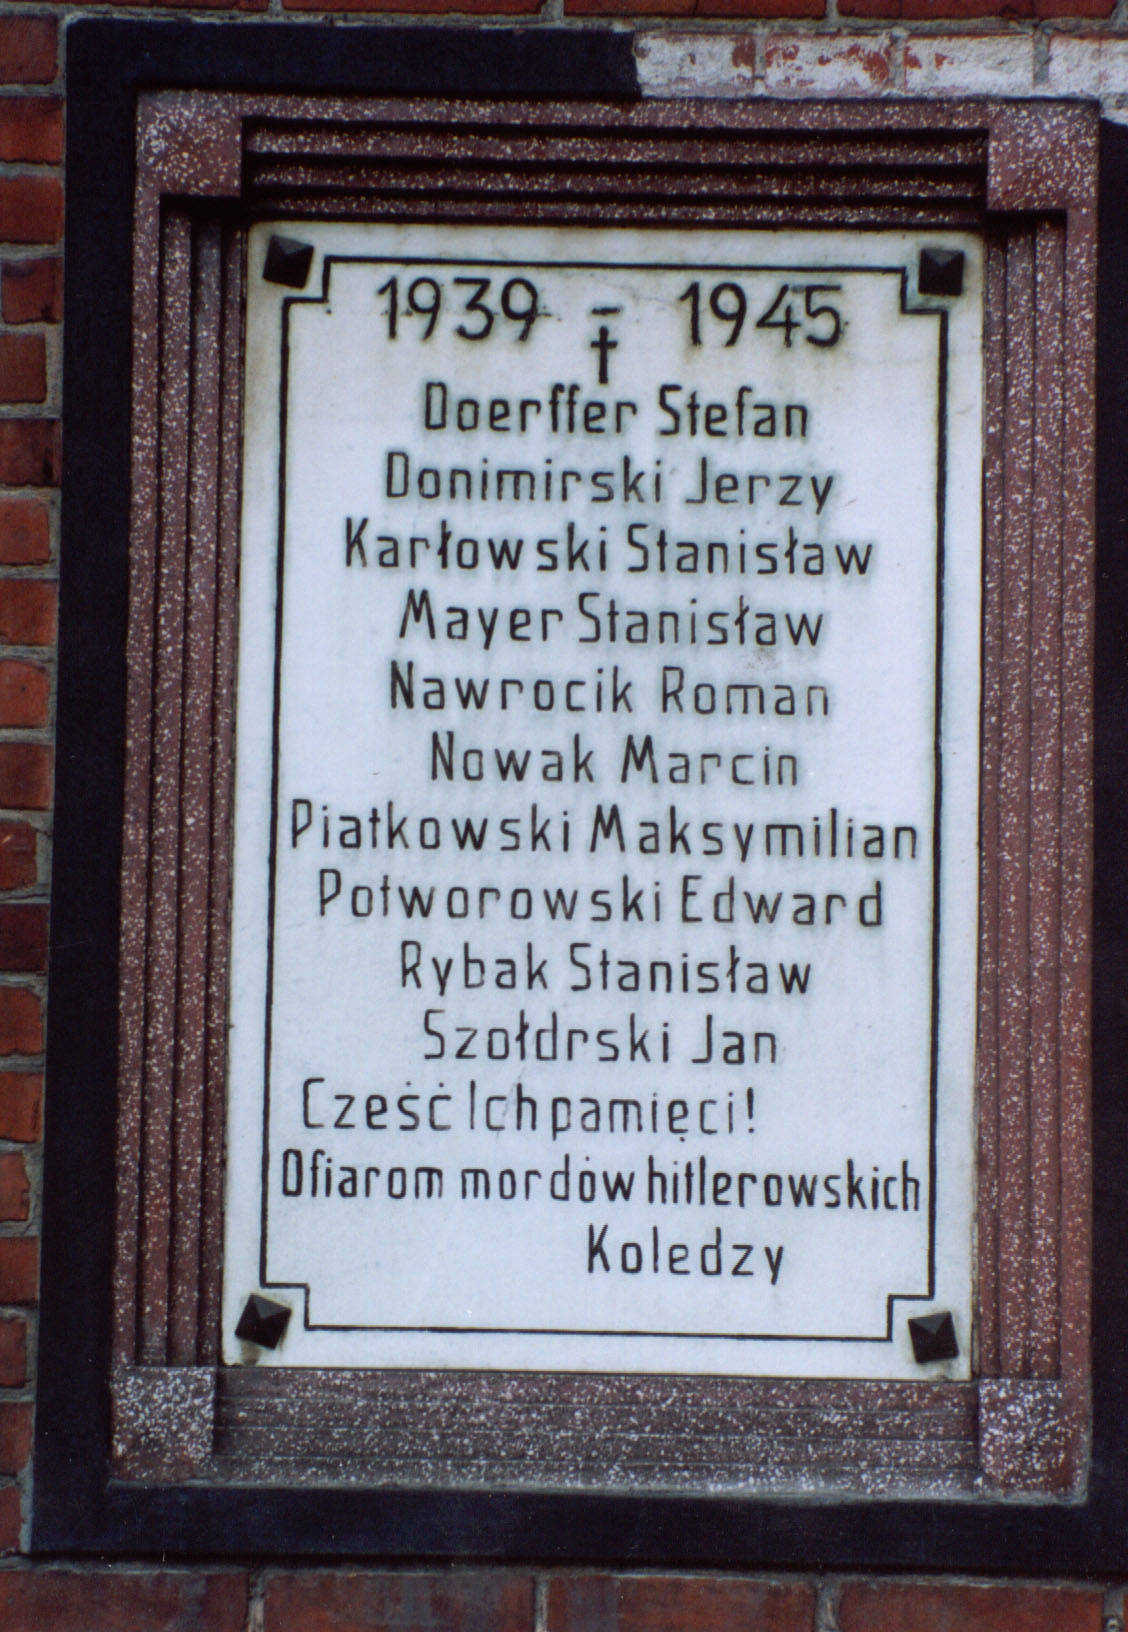 1939 - 1945
†
Doerffer Stefan
Donimirski Jerzy
Karłowski Stanisław
Mayer Stanisław
Nawrocik Roman
Nowak Marcin
Piatkowski Maksymilian
Potworowski Edward
Rybak Stanisław
Szołdrski Jan
Cześć Ich pamięci!
Ofiarom mordów hitlerowskich
Koledzy